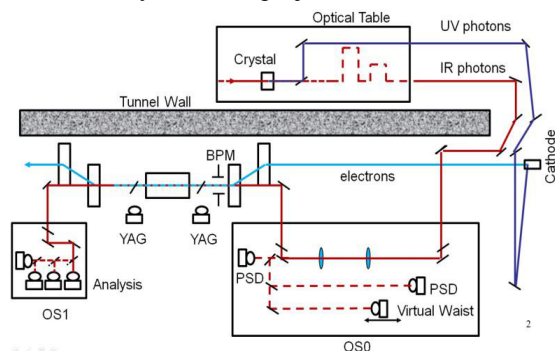 Optical Table
UV photons
Crystal
IR photons
Tunnel Wall
BPM
electrons
Cathode
YAG
YAG
PSD
PSD
Analysis
Virtual Waist
OS1
OS0
2